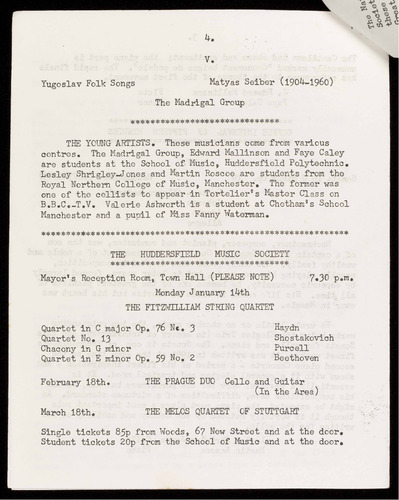 4.
V.
Yugoslav Folk Songs Matyas Seiber (1904-1960)
The Madrigal Group
************************************
THE YOUNG ARTISTS. These musicians come from various
centres. The Madrigal Group, Edward Mallinson and Faye Caley
are students at the School of Music, Huddersfield Polytechnic.
Lesley Shrigley-Jones and Martin Roscoe are students from the
Royal Northern College of Music, Manchester. The former was
one of the cellists to appear in Tortelier's Master Class on
B.B.C.-T.V. Valerie Ashworth is a student at Chetham's School
Manchester and a pupil of Miss Fanny Waterman.
************************************************************
THE HUDDERSFIELD MUSIC SOCIETY
************************************
Mayor's Reception Room, Town Hall (PLEASE NOTE) 7.30 p.m.
Monday January 14th
THE FITZWILLIAM STRING QUARTET
Quartet in C major Op. 76 No. 3 Haydn
Quartet No. 13 Shostakovich
Chacony in G minor Purcell
Quartet in E minor Op. 59 No. 2 Beethoven
February 18th. THE PRAGUE DUO Cello and Guitar
(In the Area)
March 18th. THE MELOS QUARTET OF STUTTGART
Single tickets 85p from Woods, 67 New Street and at the door.
Student tickets 20p from the School of Music and at the door.
The Na
Societ
these